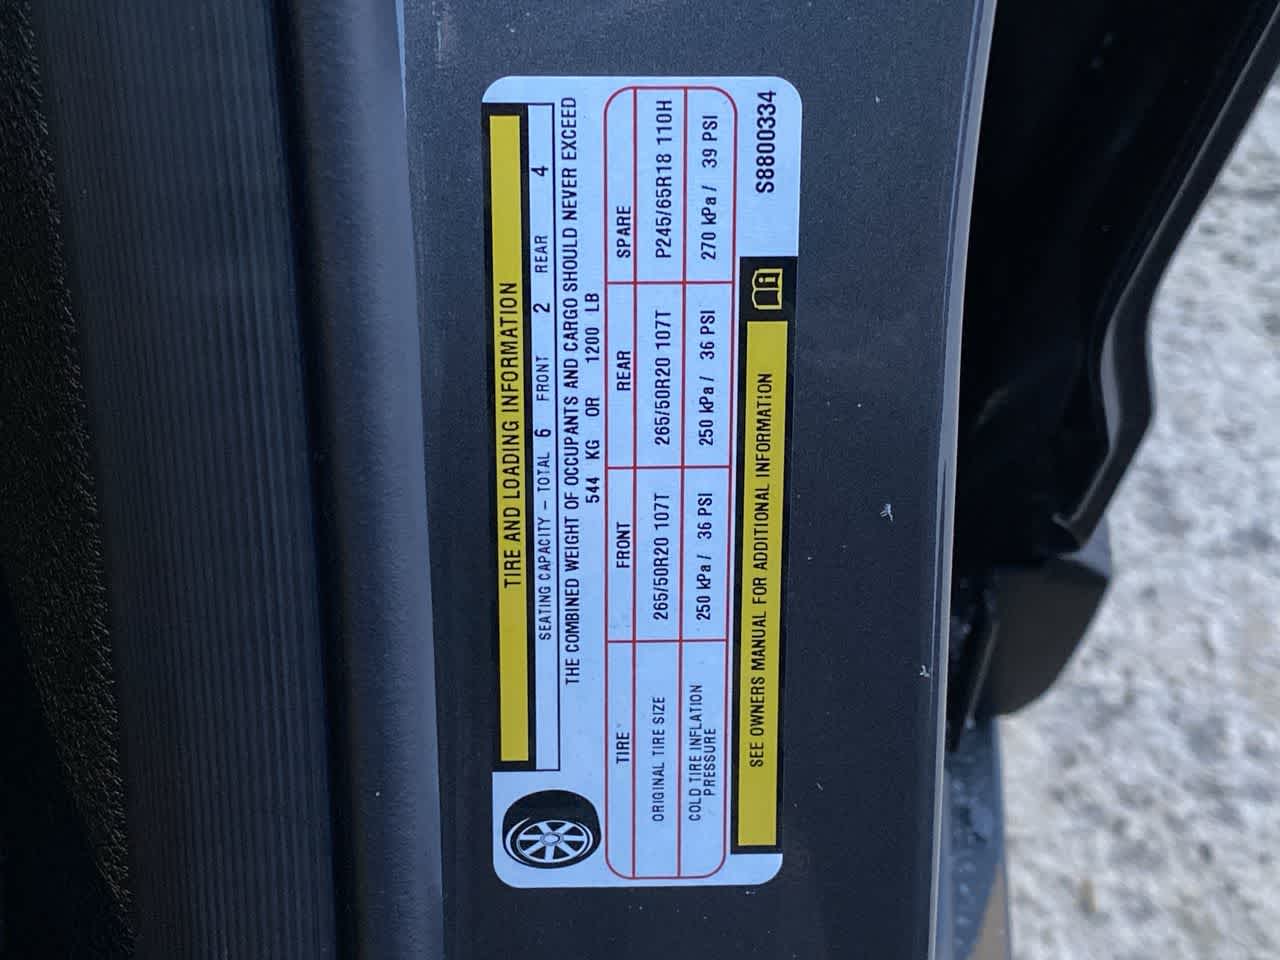 TIRE AND LOADING INFORMATION
SEATING CAPACITY – TOTAL 6 FRONT 2 REAR 4
THE COMBINED WEIGHT OF OCCUPANTS AND CARGO SHOULD NEVER EXCEED
544 KG OR 1200 LB
TIRE FRONT REAR SPARE
ORIGINAL TIRE SIZE 265/50R20 107T 265/50R20 107T P245/65R18 110H
COLD TIRE INFLATION
PRESSURE 250 kPa / 36 PSI 250 kPa / 36 PSI 270 kPa / 39 PSI
SEE OWNERS MANUAL FOR ADDITIONAL INFORMATION
S8800334